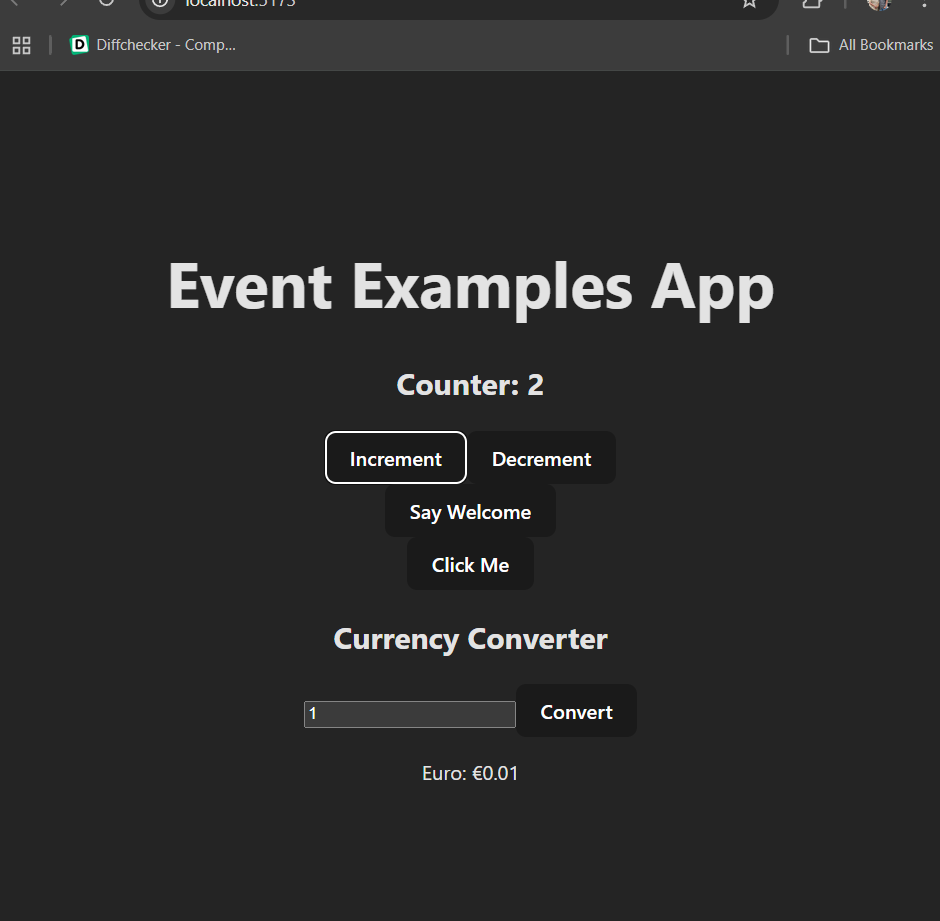 localhost:5173
Diffchecker - Comp...
All Bookmarks
Event Examples App
Counter: 2
Increment Decrement
Say Welcome
Click Me
Currency Converter
1 Convert
Euro: €0.01